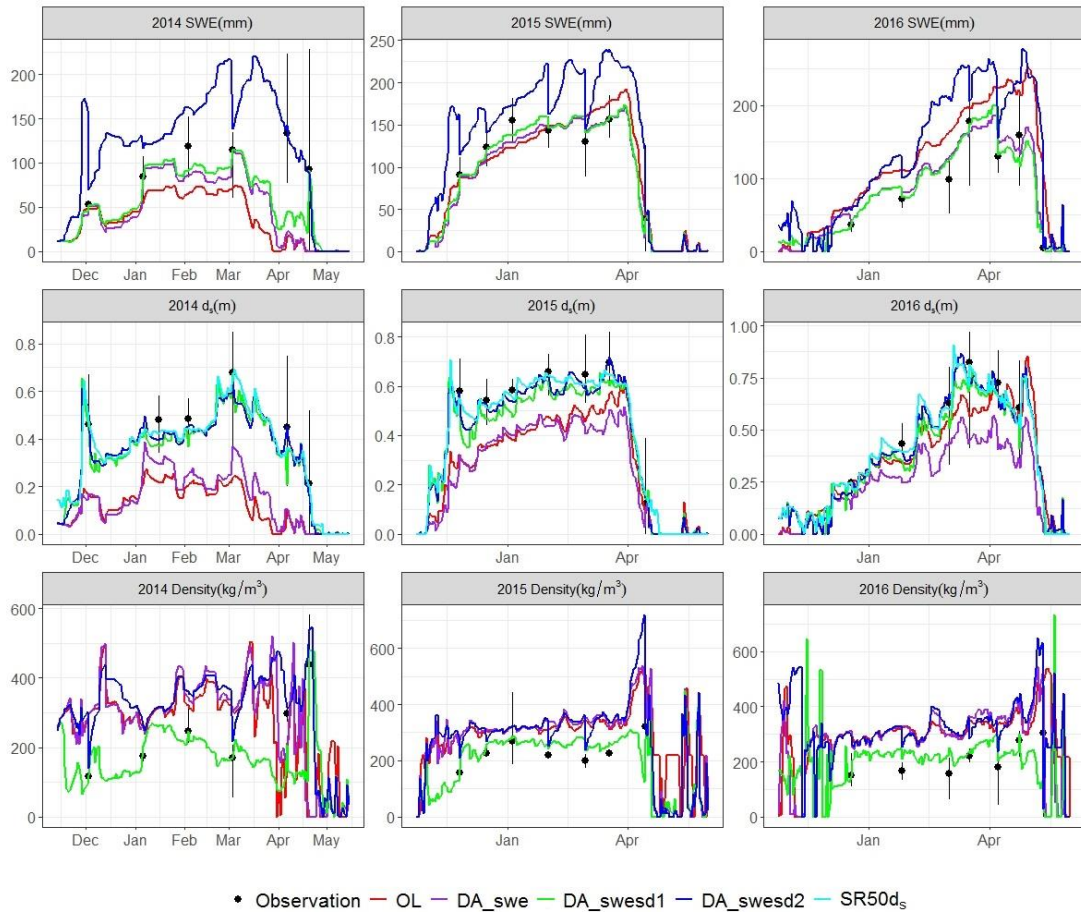 2014 SWE(mm)
2015 SWE(mm)
2016 SWE(mm)
200
150
100
50
0
Dec Jan Feb Mar Apr May
250
200
150
100
50
0
Jan Apr
200
100
0
Jan Apr
2014 dₛ(m)
2015 dₛ(m)
2016 dₛ(m)
0.8
0.6
0.4
0.2
0.0
Dec Jan Feb Mar Apr May
0.8
0.6
0.4
0.2
0.0
Jan Apr
1.00
0.75
0.50
0.25
0.00
Jan Apr
2014 Density(kg/m³)
2015 Density(kg/m³)
2016 Density(kg/m³)
600
400
200
0
Dec Jan Feb Mar Apr May
600
400
200
0
Jan Apr
600
400
200
0
Jan Apr
Observation OL DA_swe DA_swesd1 DA_swesd2 SR50dₛ